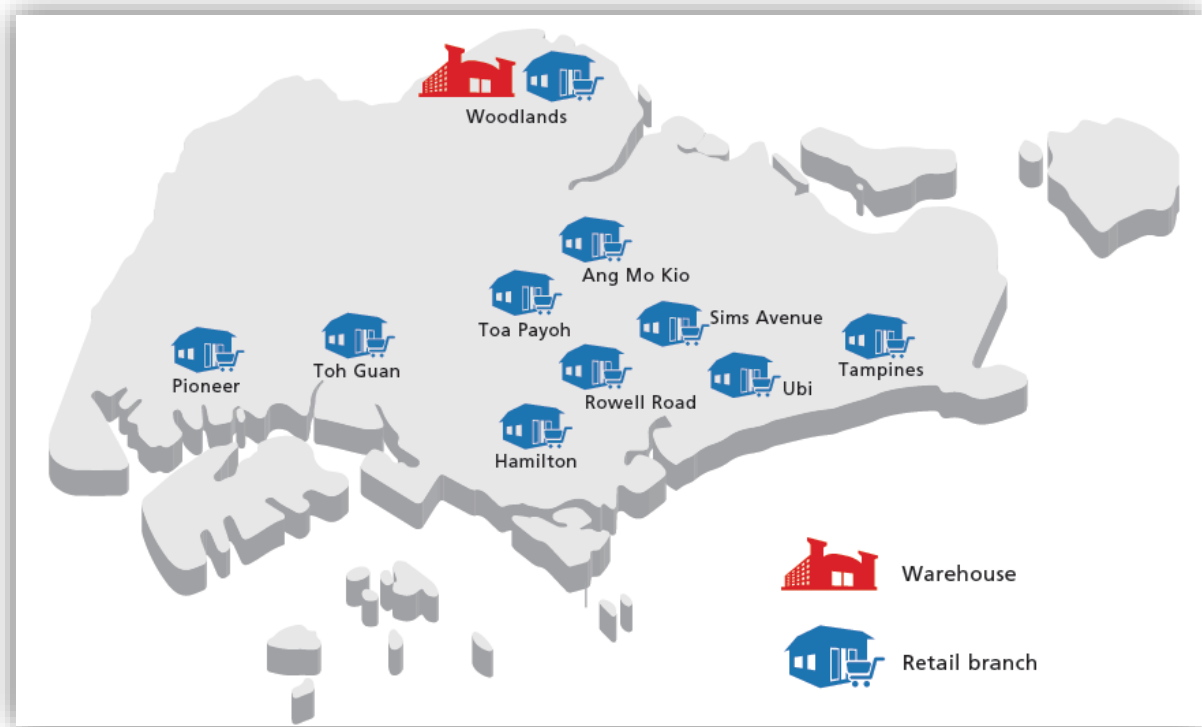 Woodlands
Ang Mo Kio
Toa Payoh
Sims Avenue
Toh Guan
Tampines
Pioneer
Ubi
Rowell Road
Hamilton
Warehouse
Retail branch